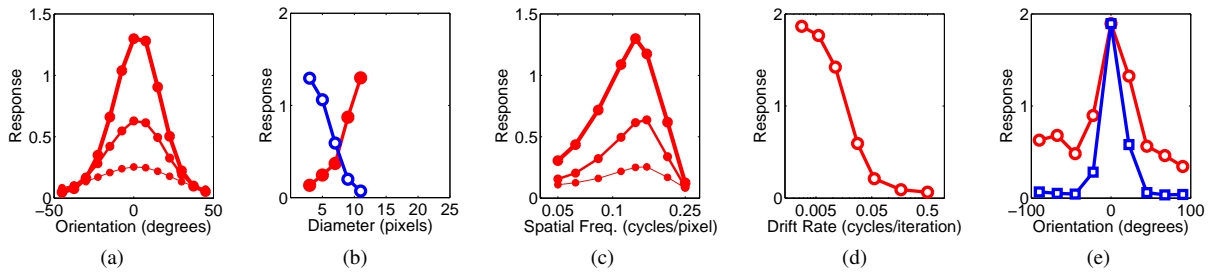 1.5
1
0.5
0
Response
−50 0 50
Orientation (degrees)
(a)
2
1
0
Response
5 10 15 20 25
Diameter (pixels)
(b)
1.5
1
0.5
0
Response
0.05 0.1 0.25
Spatial Freq. (cycles/pixel)
(c)
2
1
0
Response
0.005 0.05 0.5
Drift Rate (cycles/iteration)
(d)
2
1
0
Response
−100 0 100
Orientation (degrees)
(e)